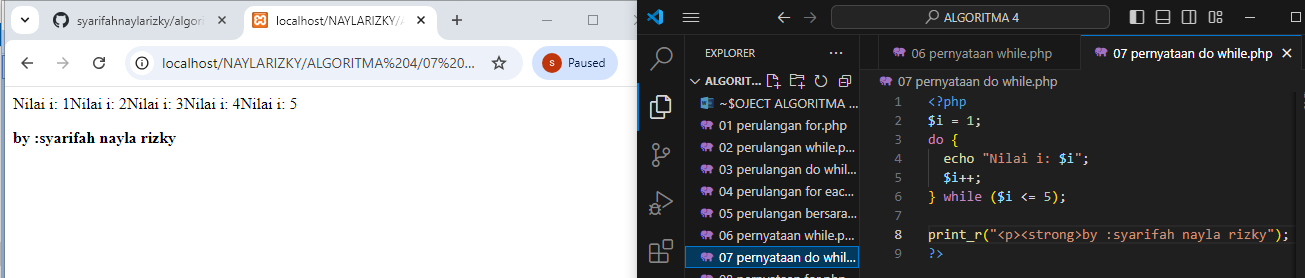 syarifahnaylarizky/algori
localhost/NAYLARIZKY/A
localhost/NAYLARIZKY/ALGORITMA%204/07%20...
S Paused
Nilai i: 1Nilai i: 2Nilai i: 3Nilai i: 4Nilai i: 5
by :syarifah nayla rizky
ALGORITMA 4
EXPLORER
ALGORIT...
~$OJECT ALGORITMA ...
01 perulangan for.php
02 perulangan while.p...
03 perulangan do whil...
04 perulangan for eac...
05 perulangan bersara...
06 pernyataan while.p...
07 pernyataan do whil...
06 pernyataan while.php
07 pernyataan do while.php
07 pernyataan do while.php
1 <?php
2 $i = 1;
3 do {
4 echo "Nilai i: $i";
5 $i++;
6 } while ($i <= 5);
7
8 print_r("<p><strong>by :syarifah nayla rizky");
9 ?>